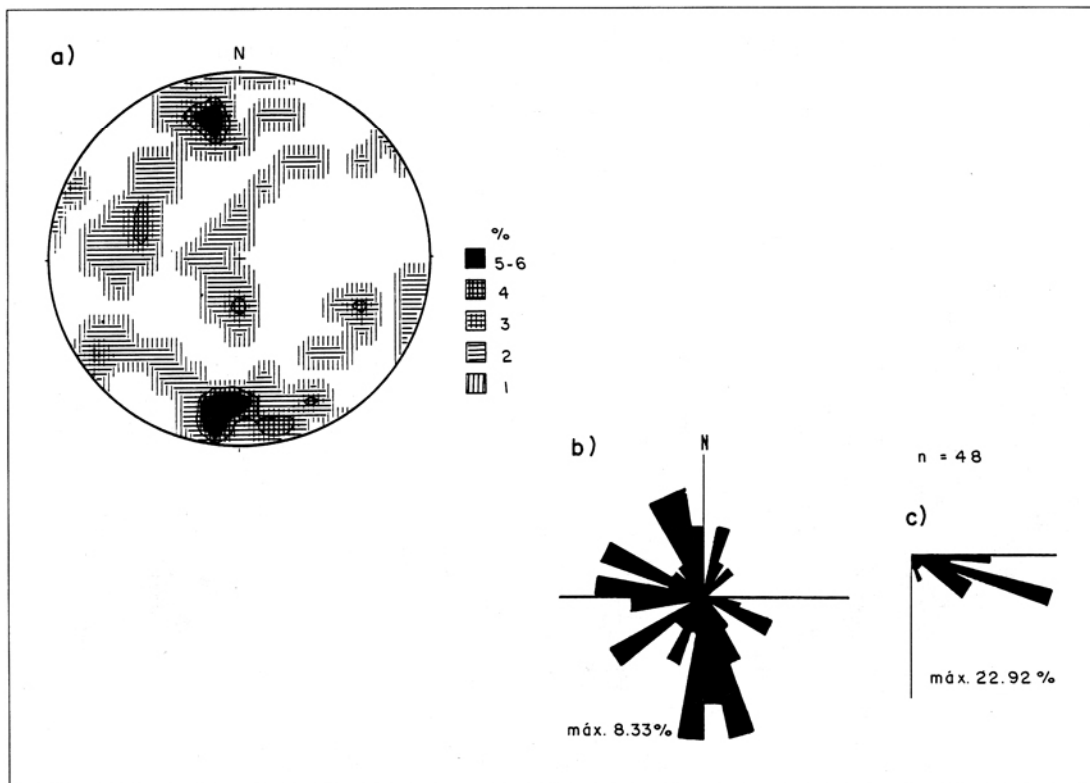 a)
N
%
5-6
4
3
2
1
b)
N
máx. 8.33%
n = 48
c)
máx. 22.92%